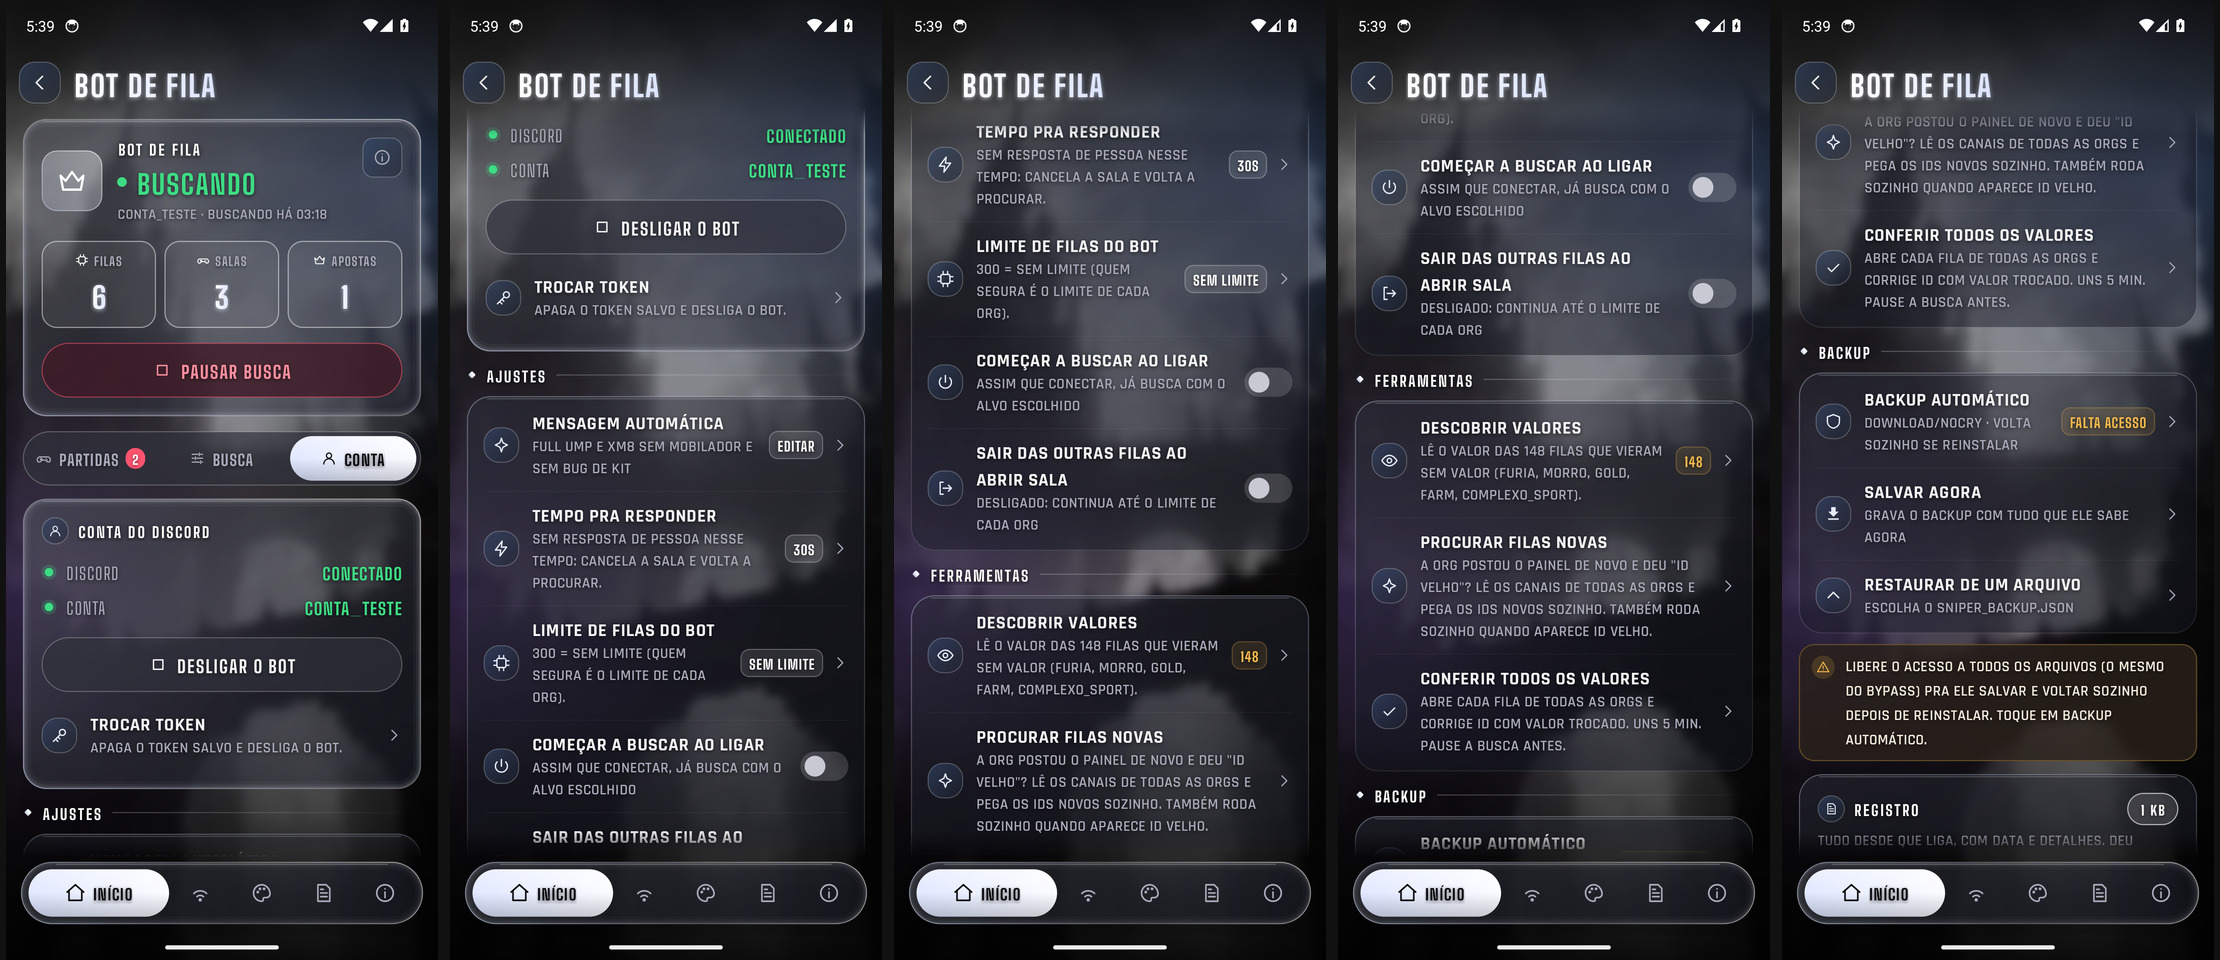 5:39
BOT DE FILA
BOT DE FILA
BUSCANDO
CONTA_TESTE · BUSCANDO HÁ 03:18
FILAS
6
SALAS
3
APOSTAS
1
PAUSAR BUSCA
PARTIDAS 2
BUSCA
CONTA
CONTA DO DISCORD
DISCORD CONECTADO
CONTA CONTA_TESTE
DESLIGAR O BOT
TROCAR TOKEN
APAGA O TOKEN SALVO E DESLIGA O BOT.
AJUSTES
INÍCIO
5:39
BOT DE FILA
DISCORD CONECTADO
CONTA CONTA_TESTE
DESLIGAR O BOT
TROCAR TOKEN
APAGA O TOKEN SALVO E DESLIGA O BOT.
AJUSTES
MENSAGEM AUTOMÁTICA
FULL UMP E XM8 SEM MOBILADOR E
SEM BUG DE KIT
EDITAR
TEMPO PRA RESPONDER
SEM RESPOSTA DE PESSOA NESSE
TEMPO: CANCELA A SALA E VOLTA A
PROCURAR.
30S
LIMITE DE FILAS DO BOT
300 = SEM LIMITE (QUEM
SEGURA É O LIMITE DE CADA
ORG).
SEM LIMITE
COMEÇAR A BUSCAR AO LIGAR
ASSIM QUE CONECTAR, JÁ BUSCA COM O
ALVO ESCOLHIDO
SAIR DAS OUTRAS FILAS AO
INÍCIO
5:39
BOT DE FILA
TEMPO PRA RESPONDER
SEM RESPOSTA DE PESSOA NESSE
TEMPO: CANCELA A SALA E VOLTA A
PROCURAR.
30S
LIMITE DE FILAS DO BOT
300 = SEM LIMITE (QUEM
SEGURA É O LIMITE DE CADA
ORG).
SEM LIMITE
COMEÇAR A BUSCAR AO LIGAR
ASSIM QUE CONECTAR, JÁ BUSCA COM O
ALVO ESCOLHIDO
SAIR DAS OUTRAS FILAS AO
ABRIR SALA
DESLIGADO: CONTINUA ATÉ O LIMITE DE
CADA ORG
FERRAMENTAS
DESCOBRIR VALORES
LÊ O VALOR DAS 148 FILAS QUE VIERAM
SEM VALOR (FURIA, MORRO, GOLD,
FARM, COMPLEXO_SPORT).
148
PROCURAR FILAS NOVAS
A ORG POSTOU O PAINEL DE NOVO E DEU "ID
VELHO"? LÊ OS CANAIS DE TODAS AS ORGS E
PEGA OS IDS NOVOS SOZINHO. TAMBÉM RODA
SOZINHO QUANDO APARECE ID VELHO.
INÍCIO
5:39
BOT DE FILA
ORG).
COMEÇAR A BUSCAR AO LIGAR
ASSIM QUE CONECTAR, JÁ BUSCA COM O
ALVO ESCOLHIDO
SAIR DAS OUTRAS FILAS AO
ABRIR SALA
DESLIGADO: CONTINUA ATÉ O LIMITE DE
CADA ORG
FERRAMENTAS
DESCOBRIR VALORES
LÊ O VALOR DAS 148 FILAS QUE VIERAM
SEM VALOR (FURIA, MORRO, GOLD,
FARM, COMPLEXO_SPORT).
148
PROCURAR FILAS NOVAS
A ORG POSTOU O PAINEL DE NOVO E DEU "ID
VELHO"? LÊ OS CANAIS DE TODAS AS ORGS E
PEGA OS IDS NOVOS SOZINHO. TAMBÉM RODA
SOZINHO QUANDO APARECE ID VELHO.
CONFERIR TODOS OS VALORES
ABRE CADA FILA DE TODAS AS ORGS E
CORRIGE ID COM VALOR TROCADO. UNS 5 MIN.
PAUSE A BUSCA ANTES.
BACKUP
BACKUP AUTOMÁTICO
INÍCIO
5:39
BOT DE FILA
A ORG POSTOU O PAINEL DE NOVO E DEU "ID
VELHO"? LÊ OS CANAIS DE TODAS AS ORGS E
PEGA OS IDS NOVOS SOZINHO. TAMBÉM RODA
SOZINHO QUANDO APARECE ID VELHO.
CONFERIR TODOS OS VALORES
ABRE CADA FILA DE TODAS AS ORGS E
CORRIGE ID COM VALOR TROCADO. UNS 5 MIN.
PAUSE A BUSCA ANTES.
BACKUP
BACKUP AUTOMÁTICO
DOWNLOAD/NOCRY · VOLTA
SOZINHO SE REINSTALAR
FALTA ACESSO
SALVAR AGORA
GRAVA O BACKUP COM TUDO QUE ELE SABE
AGORA
RESTAURAR DE UM ARQUIVO
ESCOLHA O SNIPER_BACKUP.JSON
LIBERE O ACESSO A TODOS OS ARQUIVOS (O MESMO
DO BYPASS) PRA ELE SALVAR E VOLTAR SOZINHO
DEPOIS DE REINSTALAR. TOQUE EM BACKUP
AUTOMÁTICO.
REGISTRO
1 KB
TUDO DESDE QUE LIGA, COM DATA E DETALHES. DEU
INÍCIO